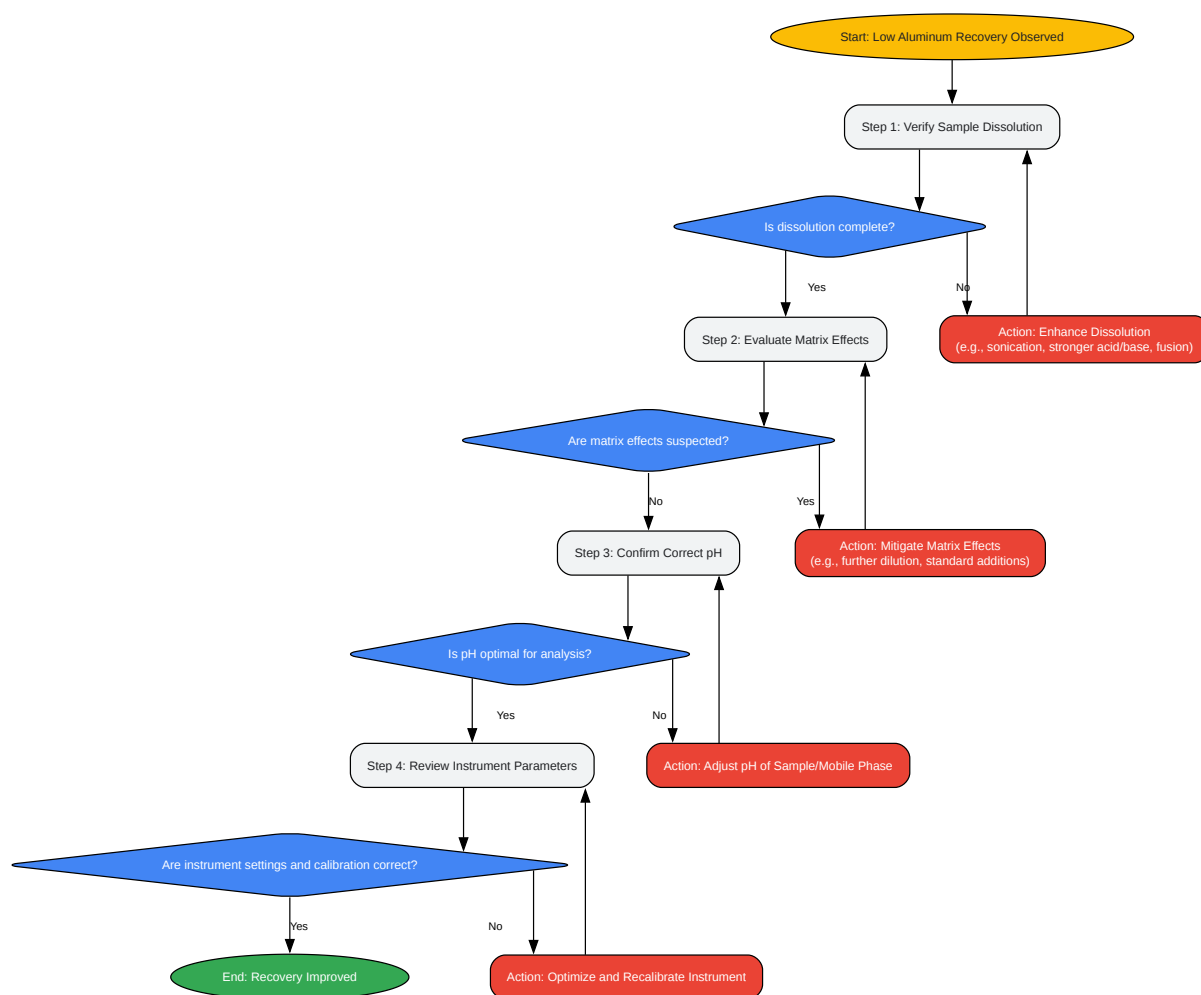 Start: Low Aluminum Recovery Observed
Step 1: Verify Sample Dissolution
Is dissolution complete?
Yes
No
Step 2: Evaluate Matrix Effects
Action: Enhance Dissolution
(e.g., sonication, stronger acid/base, fusion)
Are matrix effects suspected?
No
Yes
Step 3: Confirm Correct pH
Action: Mitigate Matrix Effects
(e.g., further dilution, standard additions)
Is pH optimal for analysis?
Yes
No
Step 4: Review Instrument Parameters
Action: Adjust pH of Sample/Mobile Phase
Are instrument settings and calibration correct?
Yes
No
End: Recovery Improved
Action: Optimize and Recalibrate Instrument